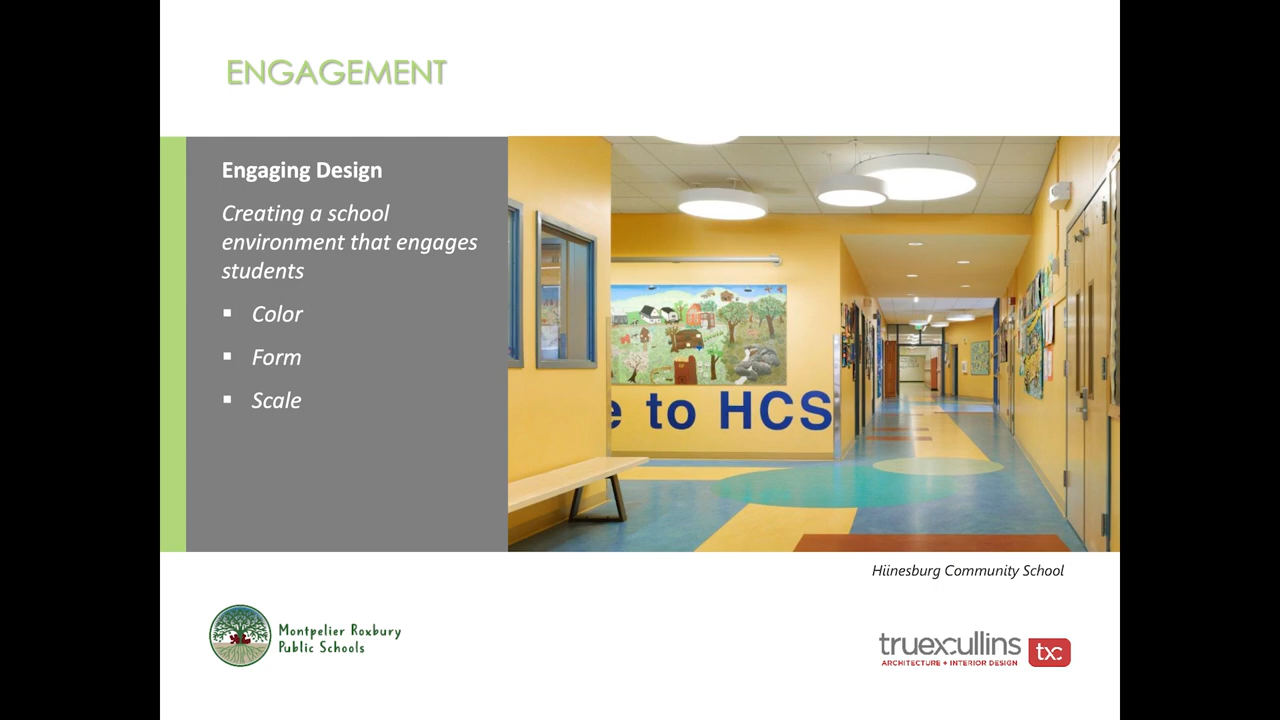 ENGAGEMENT
Engaging Design
Creating a school
environment that engages
students
▪ Color
▪ Form
▪ Scale
e to HCS
Hiinesburg Community School
Montpelier Roxbury
Public Schools
truexcullins
ARCHITECTURE + INTERIOR DESIGN
txc